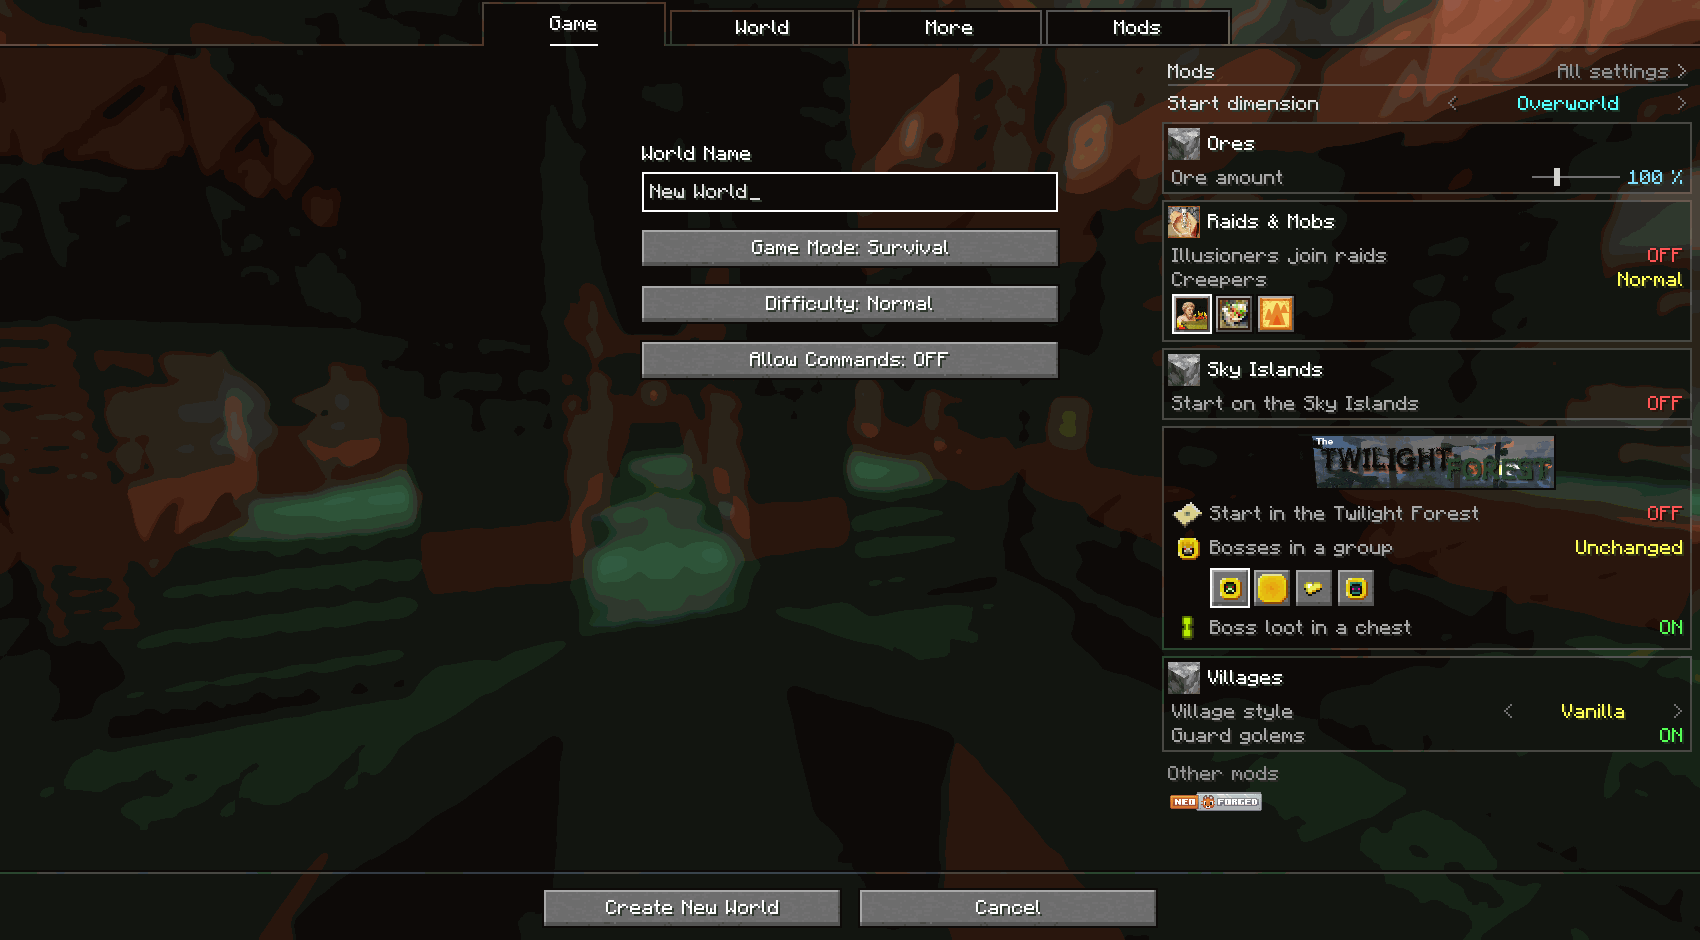 Game
World
More
Mods
World Name
New World_
Game Mode: Survival
Difficulty: Normal
Allow Commands: OFF
Mods
All settings >
Start dimension < Overworld >
Ores
Ore amount 100 %
Raids & Mobs
Illusioners join raids OFF
Creepers Normal
Sky Islands
Start on the Sky Islands OFF
The
TWILIGHT FOREST
Start in the Twilight Forest OFF
Bosses in a group Unchanged
Boss loot in a chest ON
Villages
Village style < Vanilla >
Guard golems ON
Other mods
NEO FORGED
Create New World
Cancel